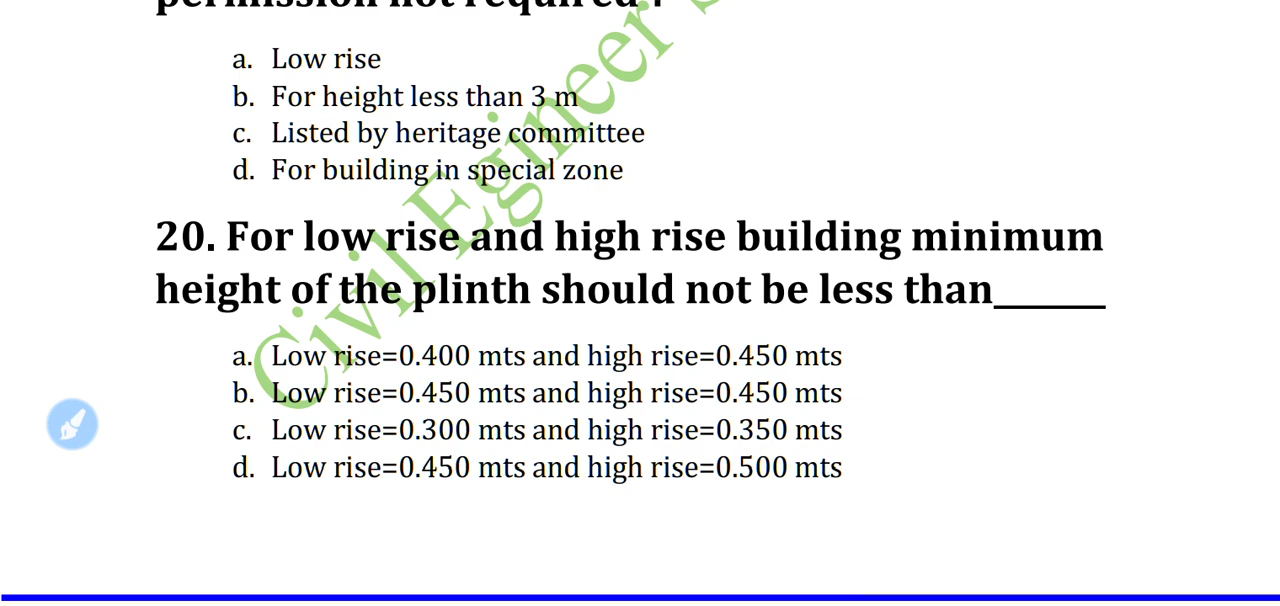 permission not required ?
a. Low rise
b. For height less than 3 m
c. Listed by heritage committee
d. For building in special zone
20. For low rise and high rise building minimum
height of the plinth should not be less than______
a. Low rise=0.400 mts and high rise=0.450 mts
b. Low rise=0.450 mts and high rise=0.450 mts
c. Low rise=0.300 mts and high rise=0.350 mts
d. Low rise=0.450 mts and high rise=0.500 mts
Civil Egineer